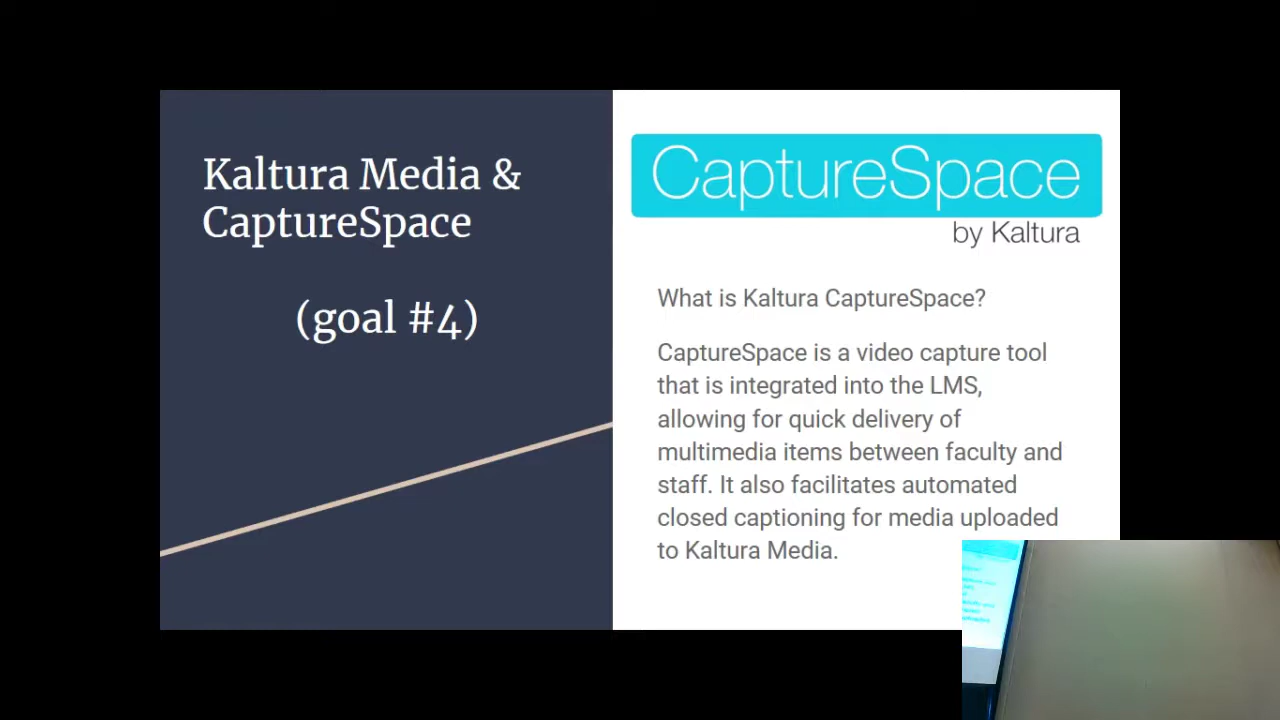 Kaltura Media &
CaptureSpace
(goal #4)
CaptureSpace
by Kaltura
What is Kaltura CaptureSpace?
CaptureSpace is a video capture tool
that is integrated into the LMS,
allowing for quick delivery of
multimedia items between faculty and
staff. It also facilitates automated
closed captioning for media uploaded
to Kaltura Media.